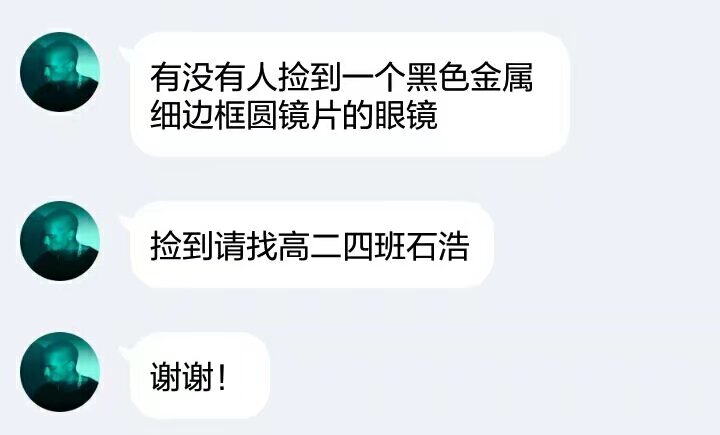 有没有人捡到一个黑色金属
细边框圆镜片的眼镜
捡到请找高二四班石浩
谢谢！